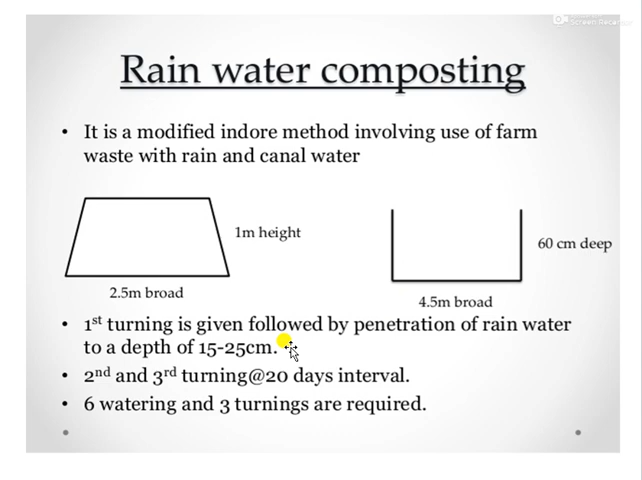 Screen Recorder
Rain water composting
• It is a modified indore method involving use of farm
waste with rain and canal water
1m height
60 cm deep
2.5m broad
4.5m broad
• 1st turning is given followed by penetration of rain water
to a depth of 15-25cm.
• 2nd and 3rd turning@20 days interval.
• 6 watering and 3 turnings are required.